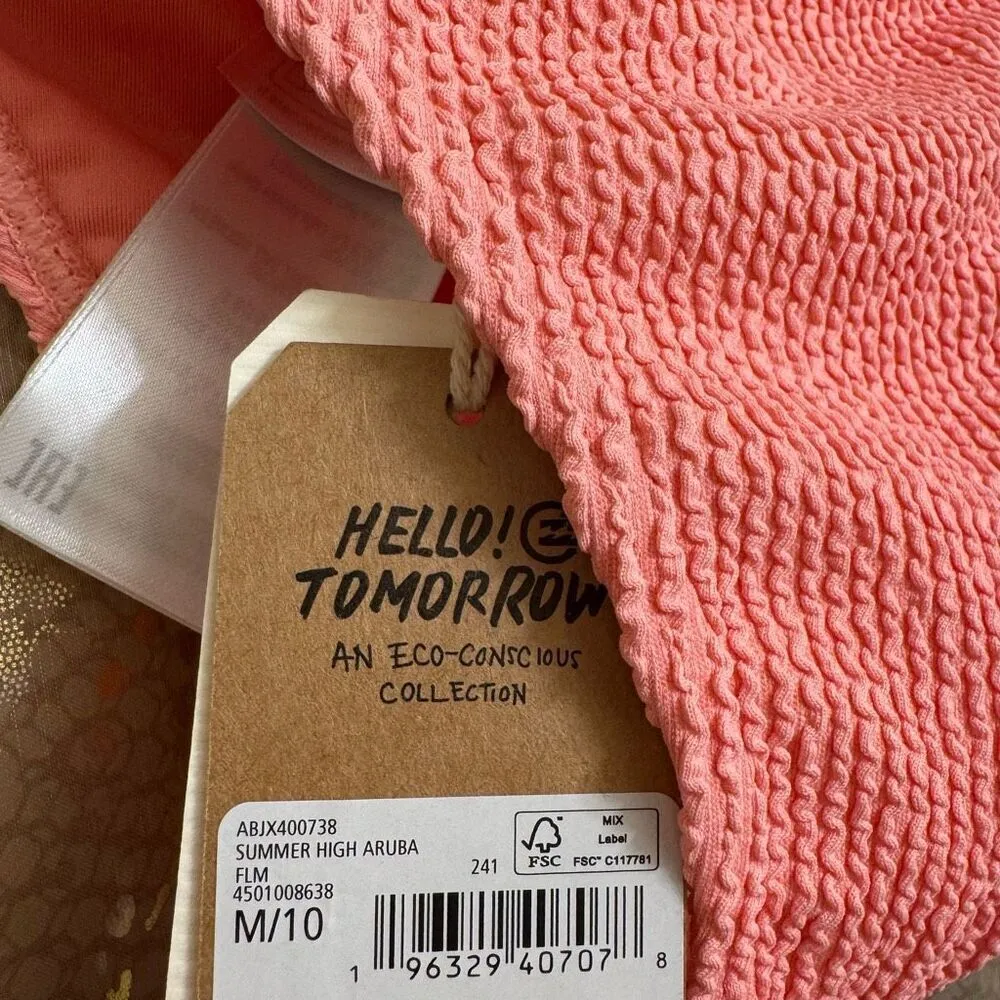 HELLO!
TOMORROW
AN ECO-CONSCIOUS
COLLECTION
ABJX400738
SUMMER HIGH ARUBA
FLM
241
4501008638
M/10
MIX
Label
FSC
FSC™ C117781
1 96329 40707 8